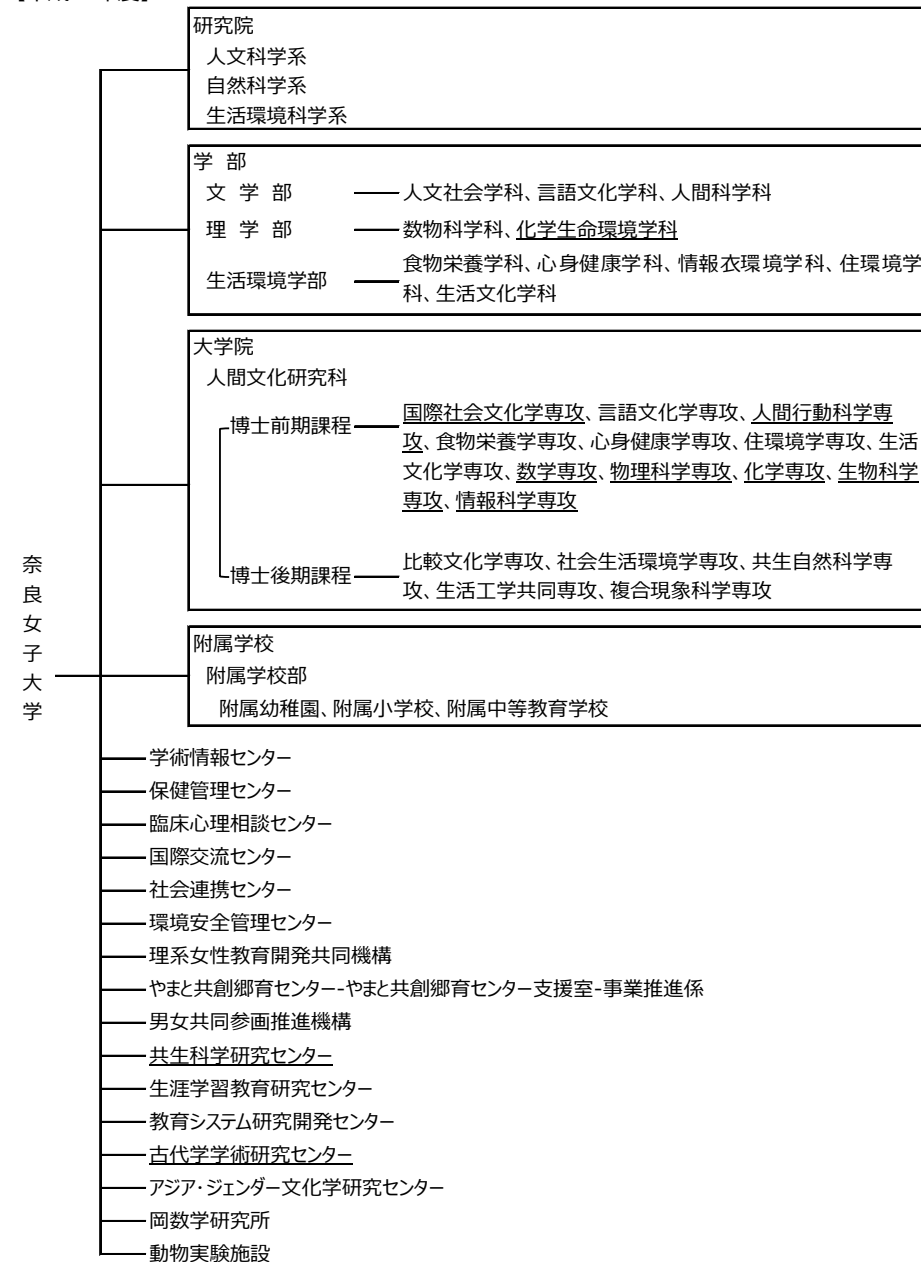 研究院
人文科学系
自然科学系
生活環境科学系
学 部
文 学 部 人文社会学科、言語文化学科、人間科学科
理 学 部 数物科学科、化学生命環境学科
生活環境学部 食物栄養学科、心身健康学科、情報衣環境学科、住環境学
科、生活文化学科
大学院
人間文化研究科
博士前期課程 国際社会文化学専攻、言語文化学専攻、人間行動科学専
攻、食物栄養学専攻、心身健康学専攻、住環境学専攻、生活
文化学専攻、数学専攻、物理科学専攻、化学専攻、生物科学
専攻、情報科学専攻
博士後期課程 比較文化学専攻、社会生活環境学専攻、共生自然科学専
攻、生活工学共同専攻、複合現象科学専攻
奈良女子大学
附属学校
附属学校部
附属幼稚園、附属小学校、附属中等教育学校
学術情報センター
保健管理センター
臨床心理相談センター
国際交流センター
社会連携センター
環境安全管理センター
理系女性教育開発共同機構
やまと共創郷育センター-やまと共創郷育センター支援室-事業推進係
男女共同参画推進機構
共生科学研究センター
生涯学習教育研究センター
教育システム研究開発センター
古代学学術研究センター
アジア・ジェンダー文化学研究センター
岡数学研究所
動物実験施設